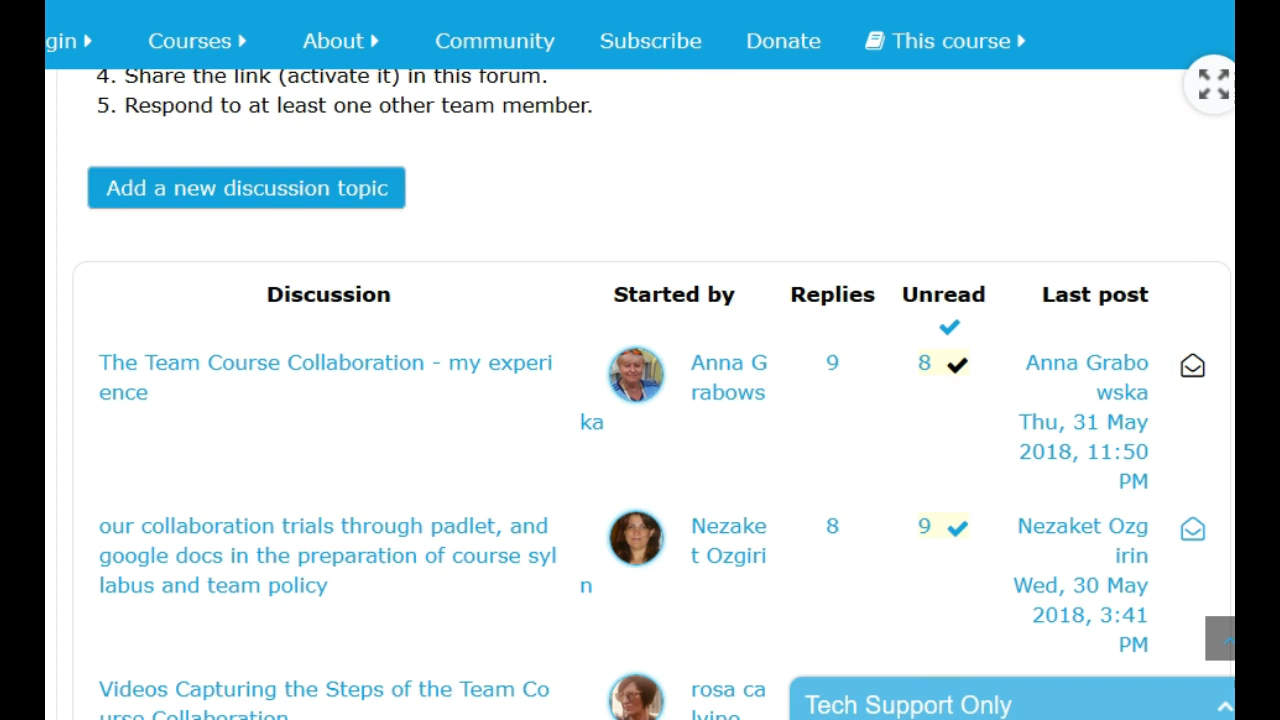 gin Courses About Community Subscribe Donate This course
4. Share the link (activate it) in this forum.
5. Respond to at least one other team member.
Add a new discussion topic
Discussion Started by Replies Unread Last post
The Team Course Collaboration - my experi
ence
Anna G
rabows
ka
9
8
Anna Grabo
wska
Thu, 31 May
2018, 11:50
PM
our collaboration trials through padlet, and
google docs in the preparation of course syl
labus and team policy
Nezake
t Ozgiri
n
8
9
Nezaket Ozg
irin
Wed, 30 May
2018, 3:41
PM
Videos Capturing the Steps of the Team Co
urse Collaboration
rosa ca
lvino
Tech Support Only